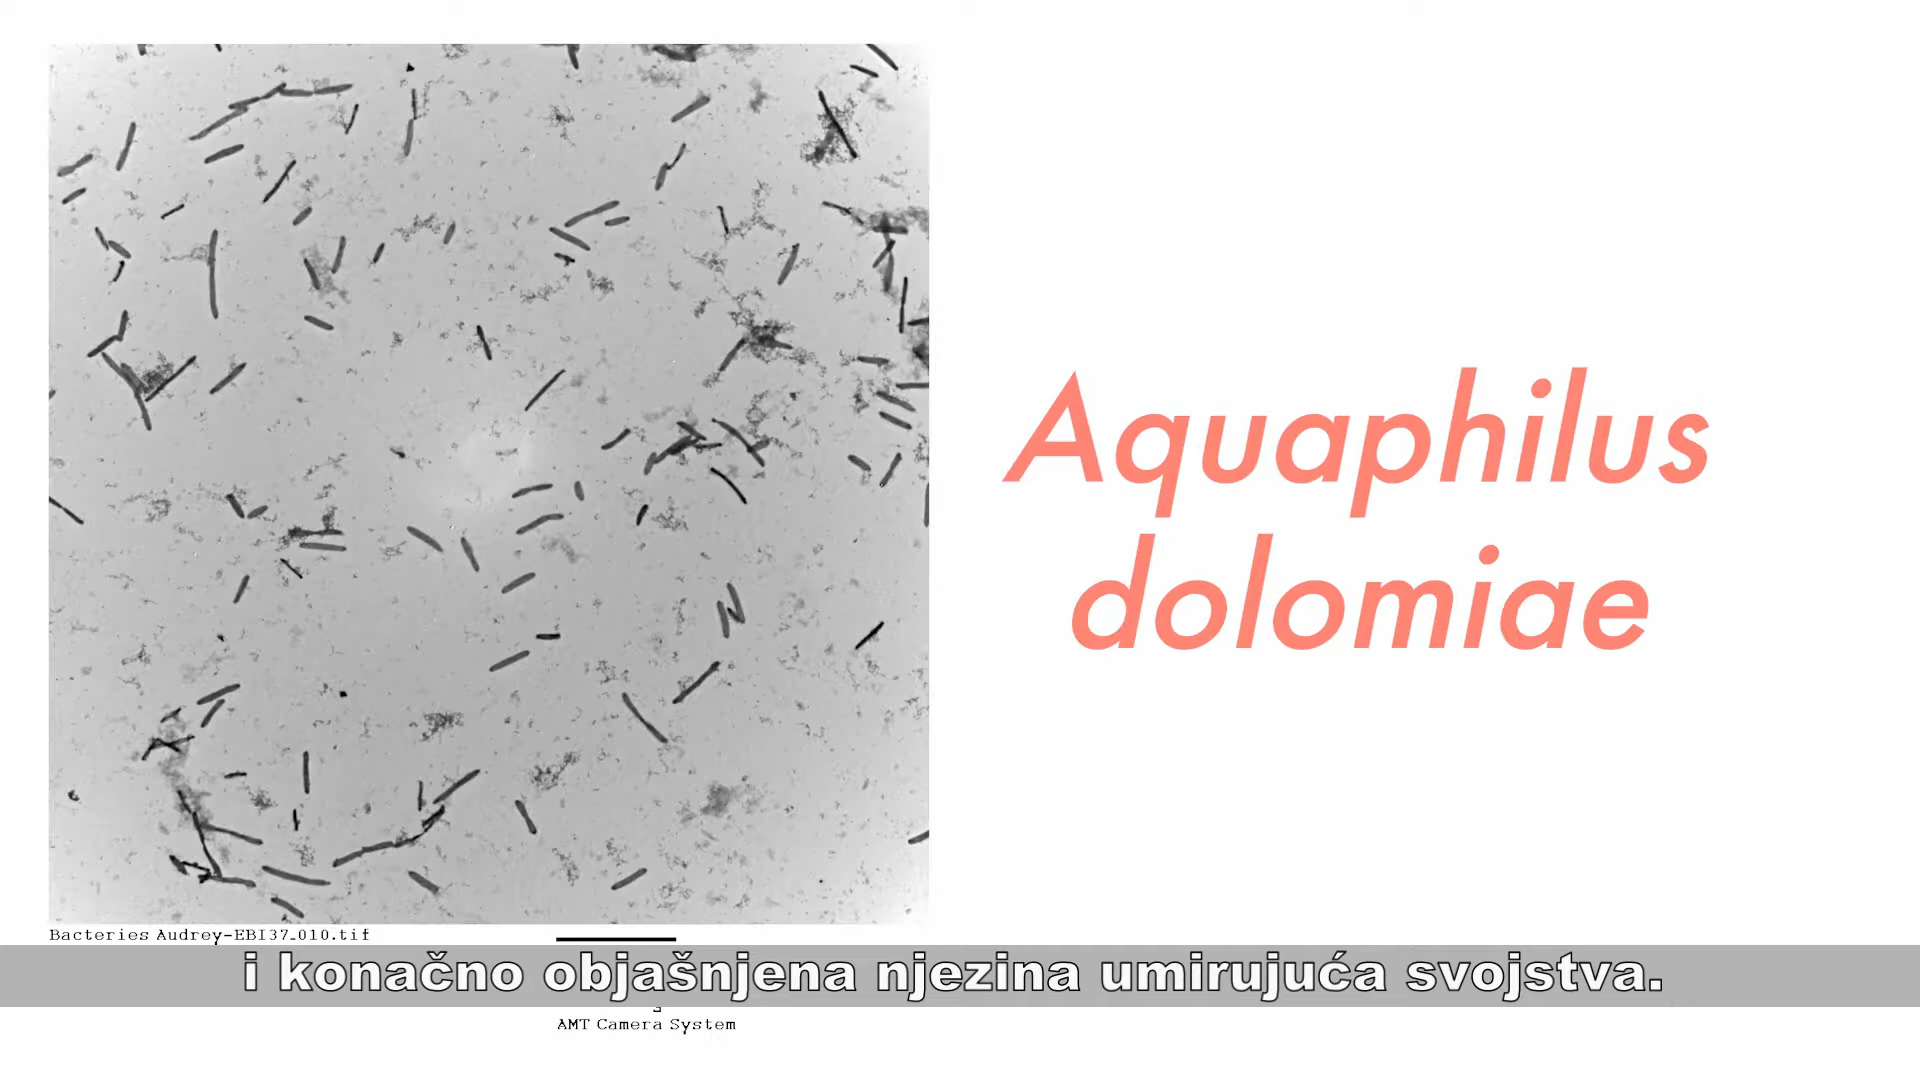 Aquaphilus
dolomiae
Bacteries Audrey-EBI37_010.tif
i konačno objašnjena njezina umirujuća svojstva.
AMT Camera System